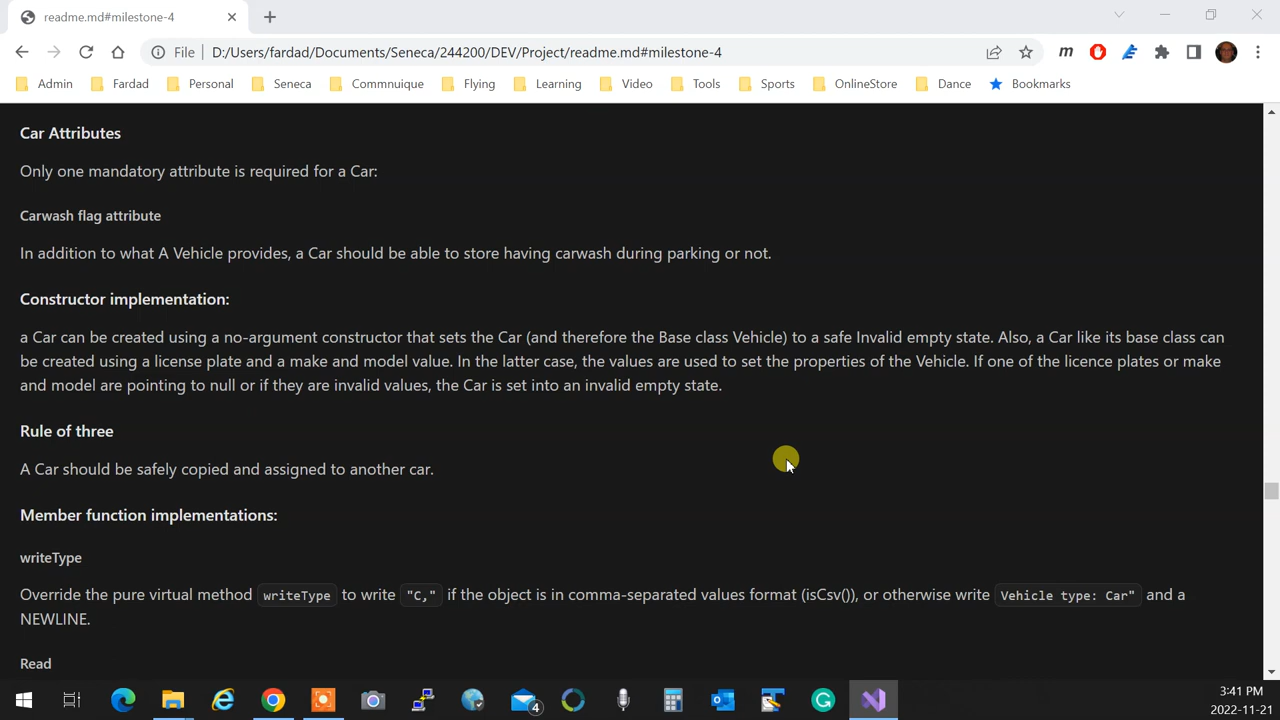 readme.md#milestone-4
File D:/Users/fardad/Documents/Seneca/244200/DEV/Project/readme.md#milestone-4
m
Admin Fardad Personal Seneca Commnuique Flying Learning Video Tools Sports OnlineStore Dance Bookmarks
Car Attributes
Only one mandatory attribute is required for a Car:
Carwash flag attribute
In addition to what A Vehicle provides, a Car should be able to store having carwash during parking or not.
Constructor implementation:
a Car can be created using a no-argument constructor that sets the Car (and therefore the Base class Vehicle) to a safe Invalid empty state. Also, a Car like its base class can
be created using a license plate and a make and model value. In the latter case, the values are used to set the properties of the Vehicle. If one of the licence plates or make
and model are pointing to null or if they are invalid values, the Car is set into an invalid empty state.
Rule of three
A Car should be safely copied and assigned to another car.
Member function implementations:
writeType
Override the pure virtual method writeType to write "C," if the object is in comma-separated values format (isCsv()), or otherwise write Vehicle type: Car" and a
NEWLINE.
Read
4
3:41 PM
2022-11-21